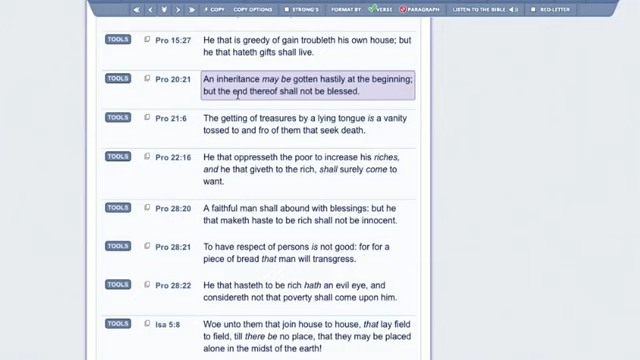 COPY COPY OPTIONS STRONG'S FORMAT BY VERSE PARAGRAPH LISTEN TO THE BIBLE RED-LETTER
TOOLS Pro 15:27 He that is greedy of gain troubleth his own house; but
he that hateth gifts shall live.
TOOLS Pro 20:21 An inheritance may be gotten hastily at the beginning;
but the end thereof shall not be blessed.
TOOLS Pro 21:6 The getting of treasures by a lying tongue is a vanity
tossed to and fro of them that seek death.
TOOLS Pro 22:16 He that oppresseth the poor to increase his riches,
and he that giveth to the rich, shall surely come to
want.
TOOLS Pro 28:20 A faithful man shall abound with blessings: but he
that maketh haste to be rich shall not be innocent.
TOOLS Pro 28:21 To have respect of persons is not good: for for a
piece of bread that man will transgress.
TOOLS Pro 28:22 He that hasteth to be rich hath an evil eye, and
considereth not that poverty shall come upon him.
TOOLS Isa 5:8 Woe unto them that join house to house, that lay field
to field, till there be no place, that they may be placed
alone in the midst of the earth!